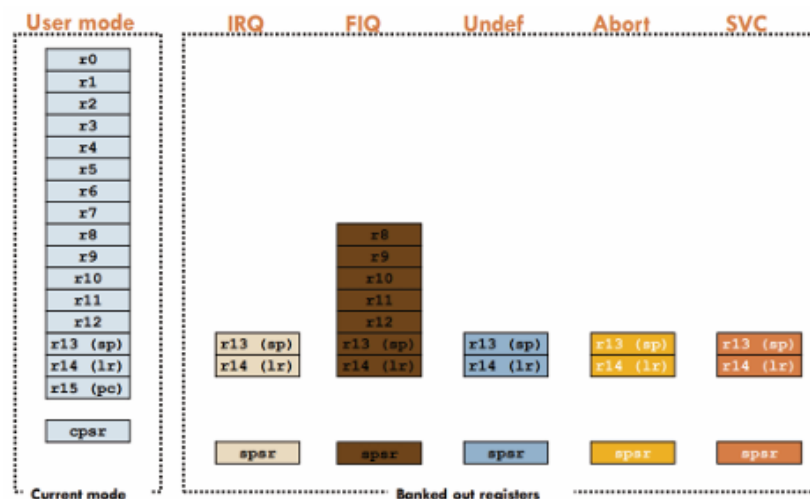 User mode
IRQ
FIQ
Undef
Abort
SVC
r0
r1
r2
r3
r4
r5
r6
r7
r8
r9
r10
r11
r12
r13 (sp)
r14 (lr)
r15 (pc)
cpsr
Current mode
r13 (sp)
r14 (lr)
spsr
r8
r9
r10
r11
r12
r13 (sp)
r14 (lr)
spsr
r13 (sp)
r14 (lr)
spsr
r13 (sp)
r14 (lr)
spsr
r13 (sp)
r14 (lr)
spsr
Banked out registers